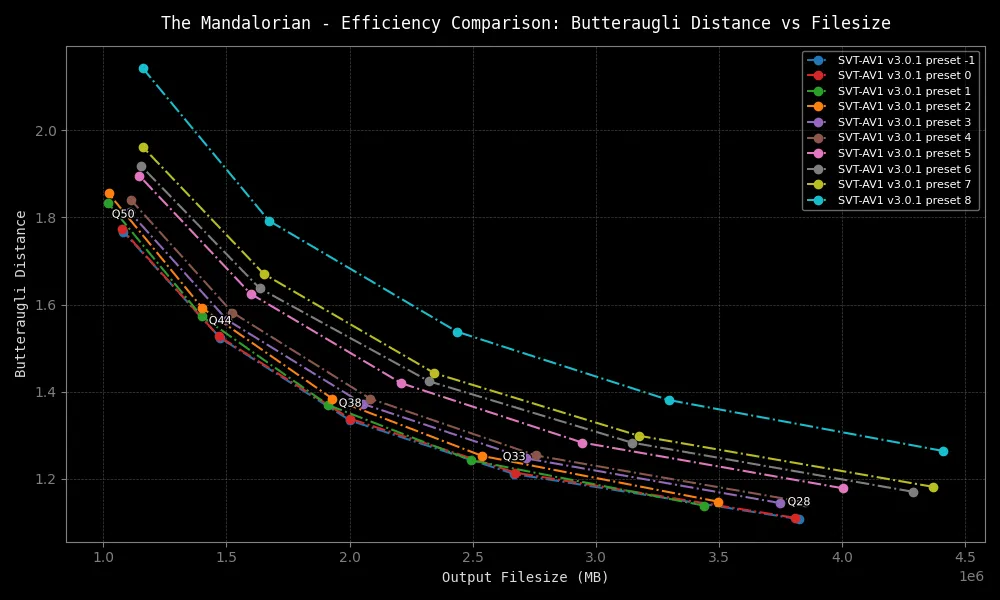 The Mandalorian - Efficiency Comparison: Butteraugli Distance vs Filesize
SVT-AV1 v3.0.1 preset -1
SVT-AV1 v3.0.1 preset 0
SVT-AV1 v3.0.1 preset 1
SVT-AV1 v3.0.1 preset 2
SVT-AV1 v3.0.1 preset 3
SVT-AV1 v3.0.1 preset 4
SVT-AV1 v3.0.1 preset 5
SVT-AV1 v3.0.1 preset 6
SVT-AV1 v3.0.1 preset 7
SVT-AV1 v3.0.1 preset 8
Butteraugli Distance
2.0
1.8
1.6
1.4
1.2
Q50
Q44
Q38
Q33
Q28
1.0 1.5 2.0 2.5 3.0 3.5 4.0 4.5
1e6
Output Filesize (MB)